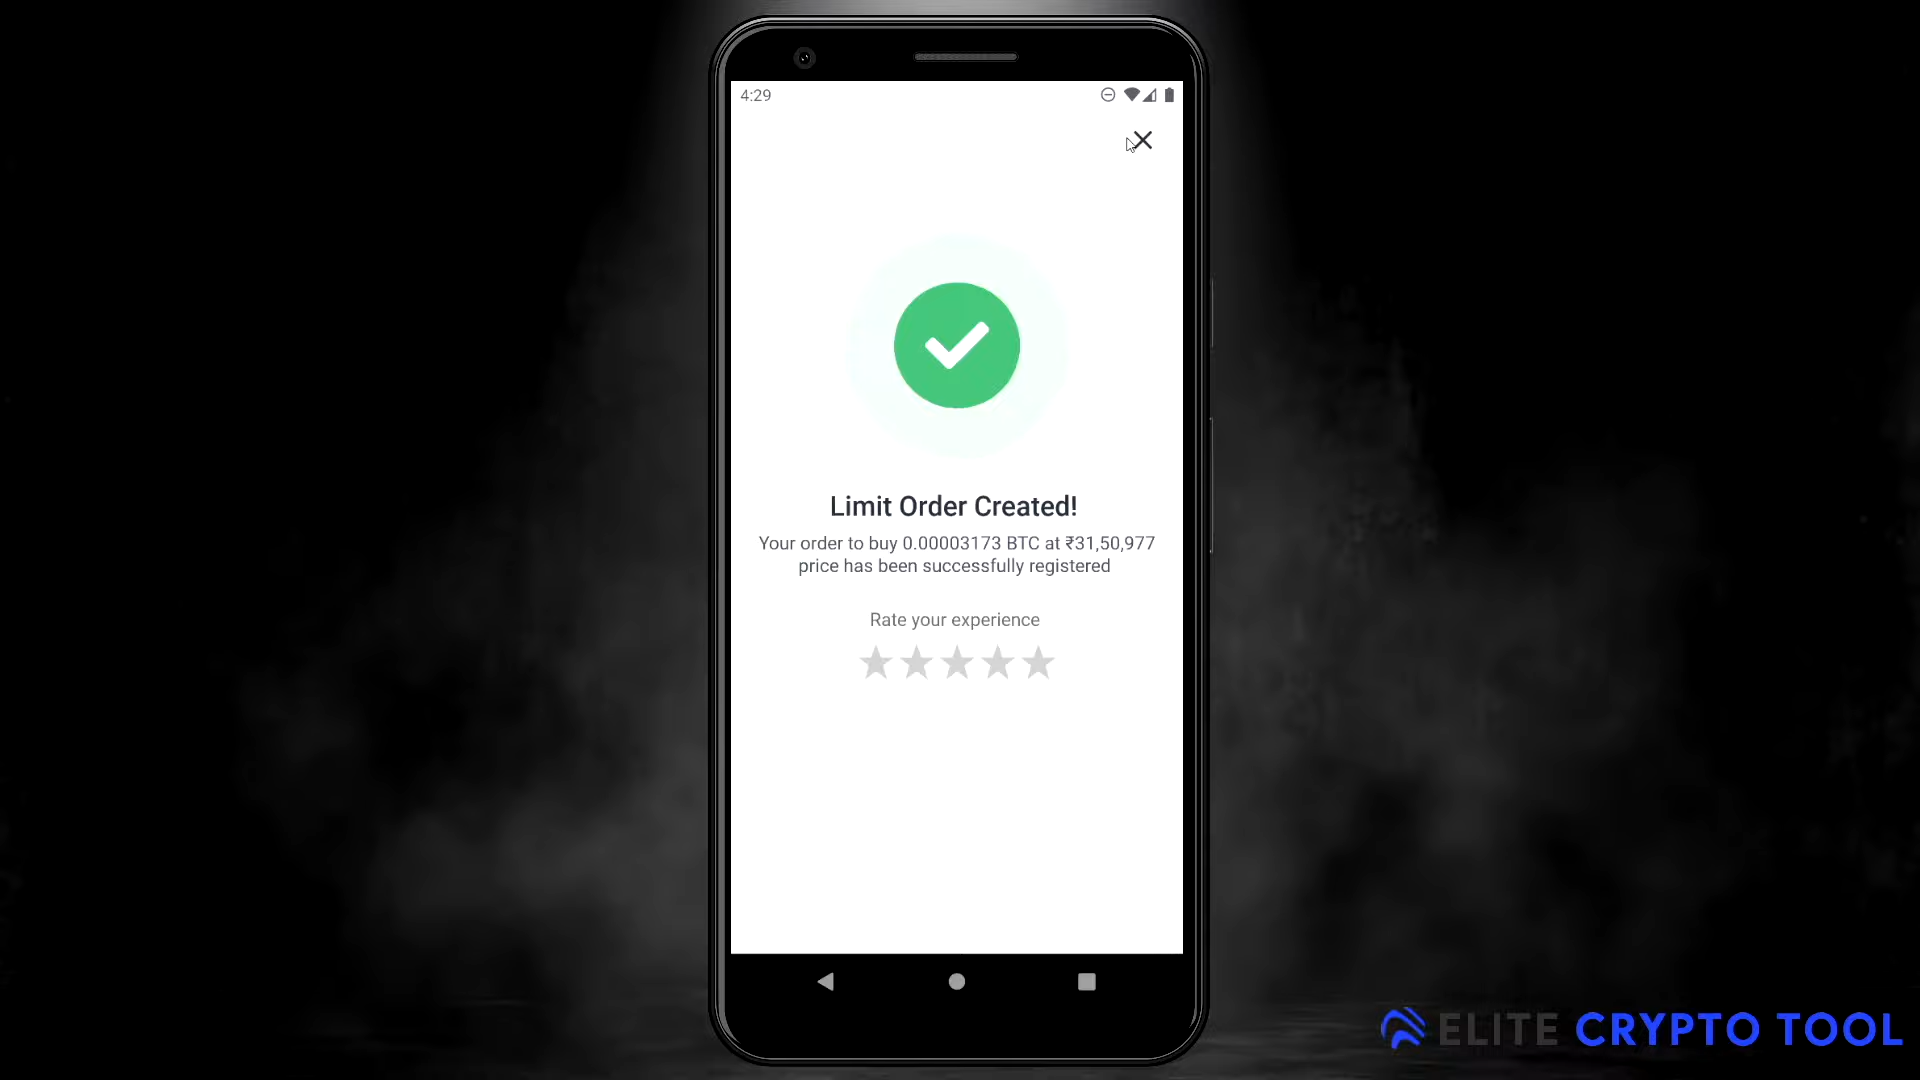 4:29
Limit Order Created!
Your order to buy 0.00003173 BTC at ₹31,50,977
price has been successfully registered
Rate your experience
ELITE CRYPTO TOOL